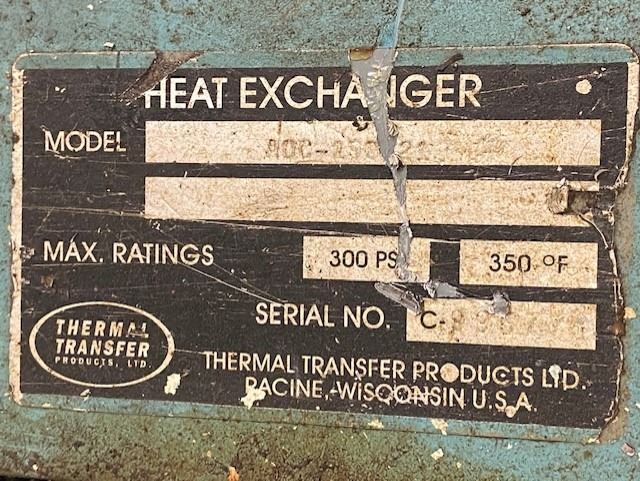 HEAT EXCHANGER
MODEL
MAX. RATINGS 300 PSI 350 °F
SERIAL NO. C-
THERMAL
TRANSFER
PRODUCTS, LTD.
THERMAL TRANSFER PRODUCTS LTD.
RACINE, WISCONSIN U.S.A.